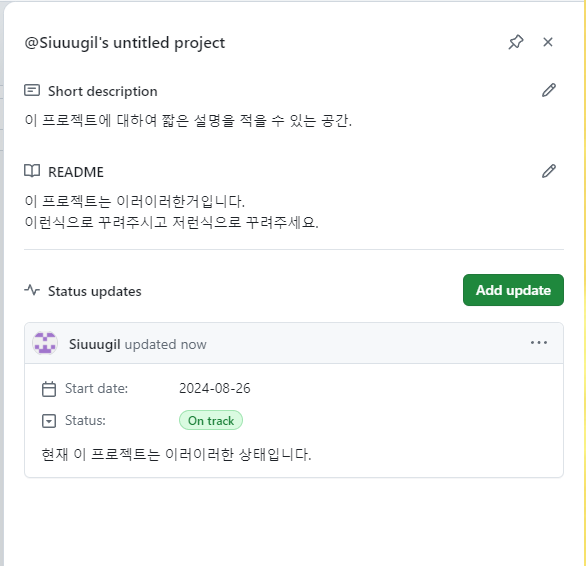 @Siuuugil's untitled project
Short description
이 프로젝트에 대하여 짧은 설명을 적을 수 있는 공간.
README
이 프로젝트는 이러이러한거입니다.
이런식으로 꾸려주시고 저런식으로 꾸려주세요.
Status updates
Add update
Siuuugil updated now
Start date: 2024-08-26
Status: On track
현재 이 프로젝트는 이러이러한 상태입니다.